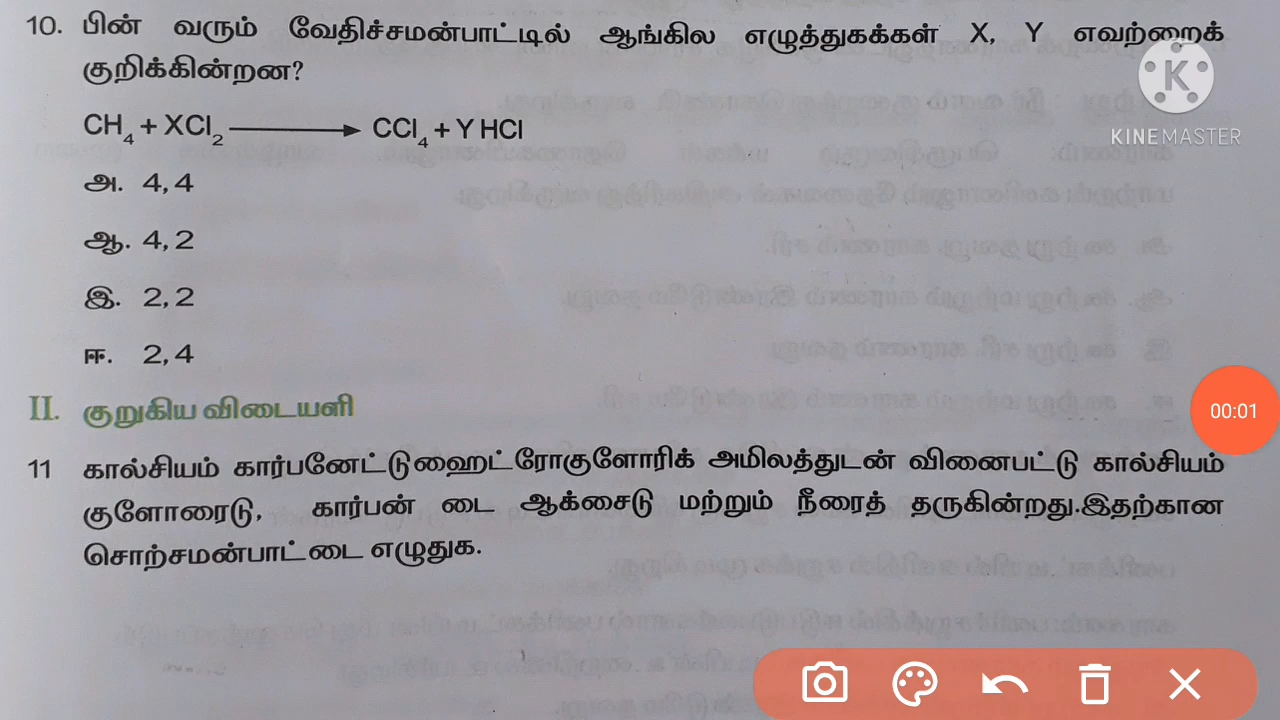 10. பின் வரும் வேதிச்சமன்பாட்டில் ஆங்கில எழுத்துகக்கள் X, Y எவற்றைக்
குறிக்கின்றன?
K
KINEMASTER
CH₄ + XCl₂ ⟶ CCl₄ + Y HCl
அ. 4, 4
ஆ. 4, 2
இ. 2, 2
ஈ. 2, 4
II. குறுகிய விடையளி
00:01
11 கால்சியம் கார்பனேட்டுஹைட்ரோகுளோரிக் அமிலத்துடன் வினைபட்டு கால்சியம்
குளோரைடு, கார்பன் டை ஆக்சைடு மற்றும் நீரைத் தருகின்றது.இதற்கான
சொற்சமன்பாட்டை எழுதுக.